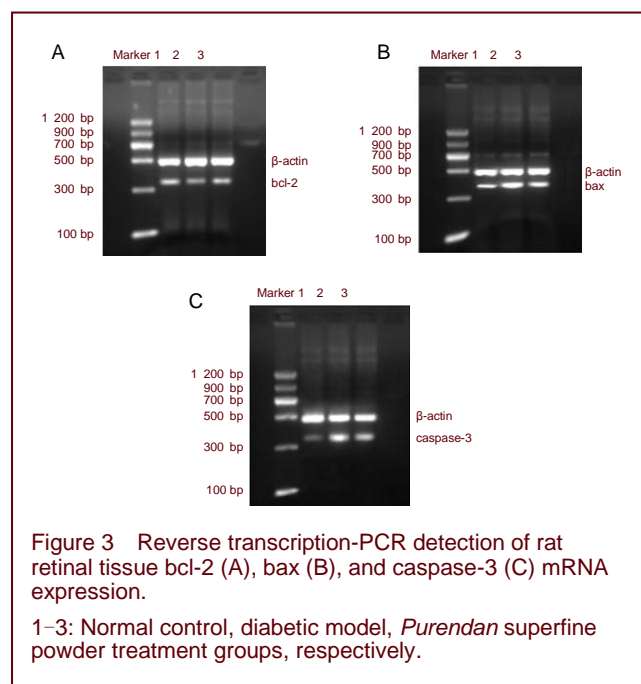 A
Marker 1 2 3
1 200 bp
900 bp
700 bp
500 bp
300 bp
100 bp
β-actin
bcl-2
B
Marker 1 2 3
1 200 bp
900 bp
700 bp
500 bp
300 bp
100 bp
β-actin
bax
C
Marker 1 2 3
1 200 bp
900 bp
700 bp
500 bp
300 bp
100 bp
β-actin
caspase-3
Figure 3 Reverse transcription-PCR detection of rat
retinal tissue bcl-2 (A), bax (B), and caspase-3 (C) mRNA
expression.
1–3: Normal control, diabetic model, Purendan superfine
powder treatment groups, respectively.